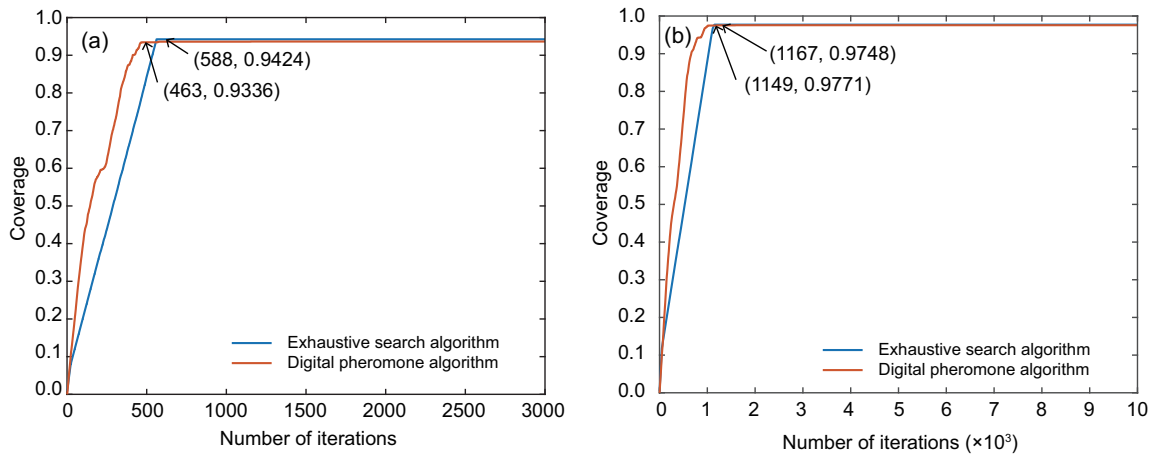 (a)
(588, 0.9424)
(463, 0.9336)
1.0
0.9
0.8
0.7
0.6
0.5
0.4
0.3
0.2
0.1
0.0
Coverage
Exhaustive search algorithm
Digital pheromone algorithm
0 500 1000 1500 2000 2500 3000
Number of iterations
(b)
(1167, 0.9748)
(1149, 0.9771)
1.0
0.9
0.8
0.7
0.6
0.5
0.4
0.3
0.2
0.1
0.0
Coverage
Exhaustive search algorithm
Digital pheromone algorithm
0 1 2 3 4 5 6 7 8 9 10
Number of iterations (×10³)